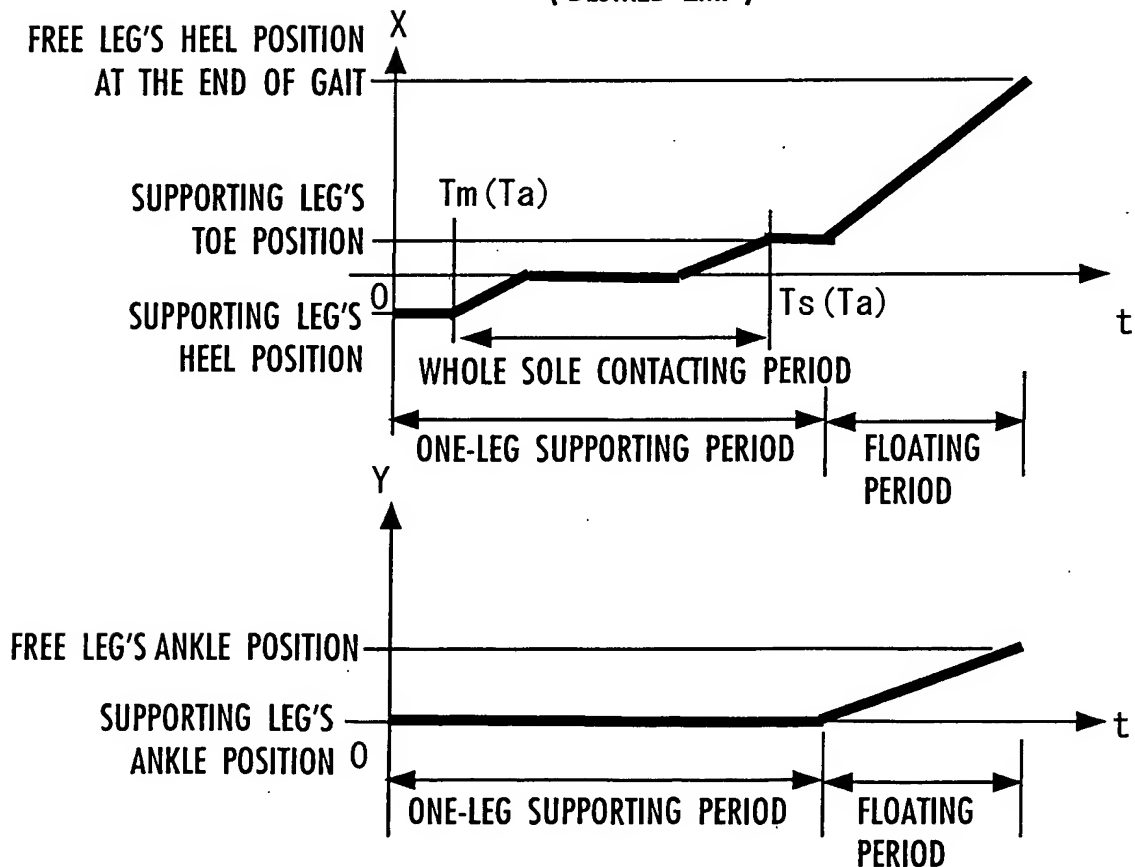 X
FREE LEG'S HEEL POSITION
AT THE END OF GAIT
SUPPORTING LEG'S
TOE POSITION
Tm(Ta)
0
SUPPORTING LEG'S
HEEL POSITION
Ts(Ta)
t
WHOLE SOLE CONTACTING PERIOD
ONE-LEG SUPPORTING PERIOD
FLOATING
PERIOD
Y
FREE LEG'S ANKLE POSITION
SUPPORTING LEG'S
ANKLE POSITION
0
t
ONE-LEG SUPPORTING PERIOD
FLOATING
PERIOD